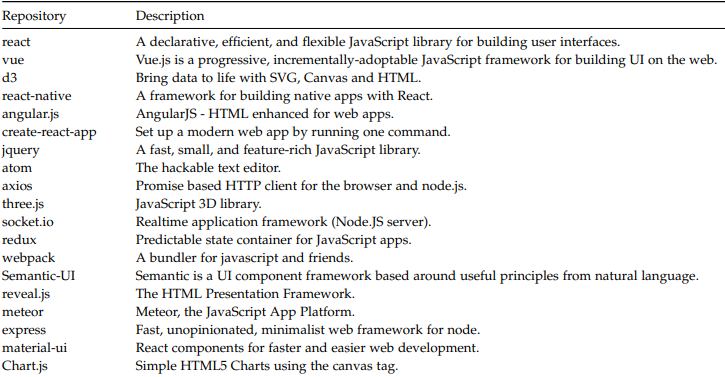 Repository Description
react A declarative, efficient, and flexible JavaScript library for building user interfaces.
vue Vue.js is a progressive, incrementally-adoptable JavaScript framework for building UI on the web.
d3 Bring data to life with SVG, Canvas and HTML.
react-native A framework for building native apps with React.
angular.js AngularJS - HTML enhanced for web apps.
create-react-app Set up a modern web app by running one command.
jquery A fast, small, and feature-rich JavaScript library.
atom The hackable text editor.
axios Promise based HTTP client for the browser and node.js.
three.js JavaScript 3D library.
socket.io Realtime application framework (Node.JS server).
redux Predictable state container for JavaScript apps.
webpack A bundler for javascript and friends.
Semantic-UI Semantic is a UI component framework based around useful principles from natural language.
reveal.js The HTML Presentation Framework.
meteor Meteor, the JavaScript App Platform.
express Fast, unopinionated, minimalist web framework for node.
material-ui React components for faster and easier web development.
Chart.js Simple HTML5 Charts using the canvas tag.